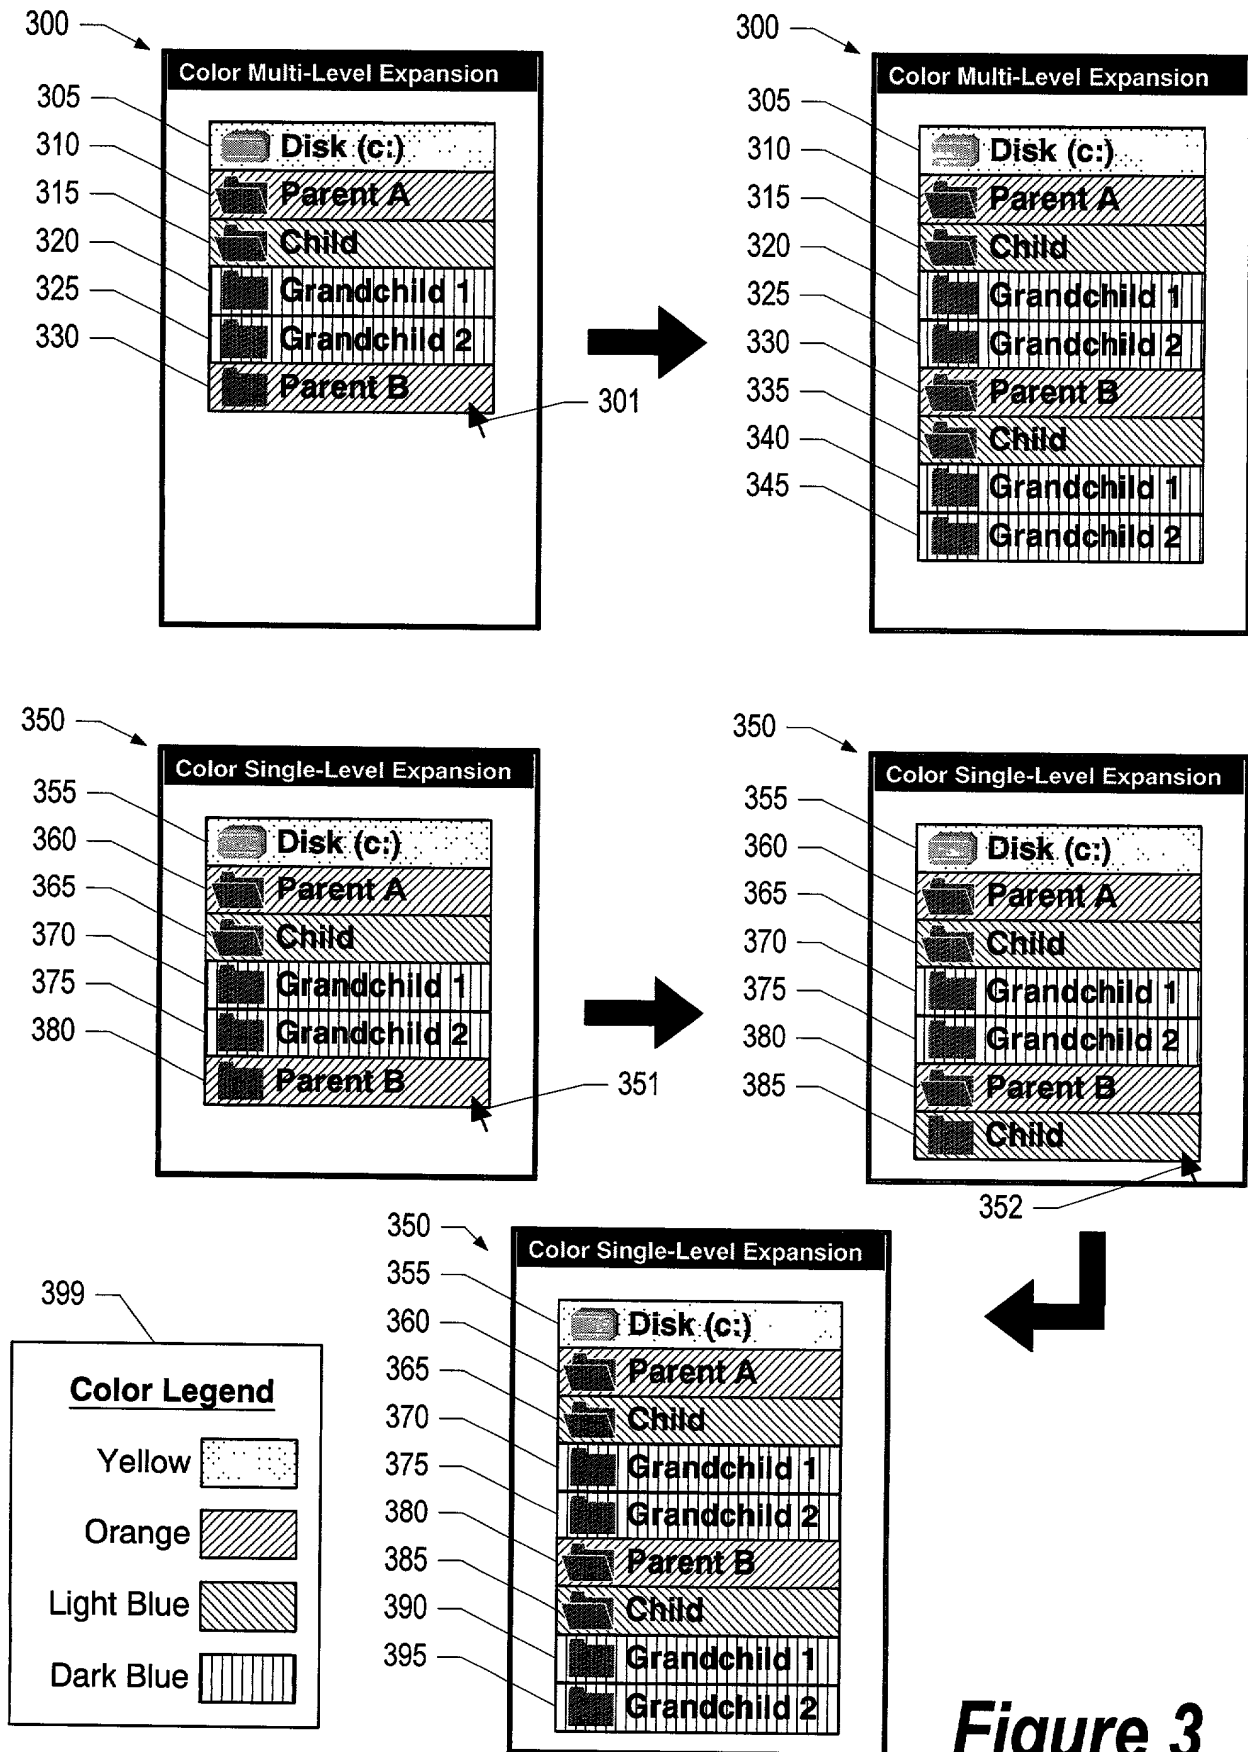 300
Color Multi-Level Expansion
305
310
315
320
325
330
Disk (c:)
Parent A
Child
Grandchild 1
Grandchild 2
Parent B
301
300
Color Multi-Level Expansion
305
310
315
320
325
330
335
340
345
Disk (c:)
Parent A
Child
Grandchild 1
Grandchild 2
Parent B
Child
Grandchild 1
Grandchild 2
350
Color Single-Level Expansion
355
360
365
370
375
380
Disk (c:)
Parent A
Child
Grandchild 1
Grandchild 2
Parent B
351
350
Color Single-Level Expansion
355
360
365
370
375
380
385
Disk (c:)
Parent A
Child
Grandchild 1
Grandchild 2
Parent B
Child
352
350
Color Single-Level Expansion
355
360
365
370
375
380
385
390
395
Disk (c:)
Parent A
Child
Grandchild 1
Grandchild 2
Parent B
Child
Grandchild 1
Grandchild 2
399
Color Legend
Yellow
Orange
Light Blue
Dark Blue
Figure 3